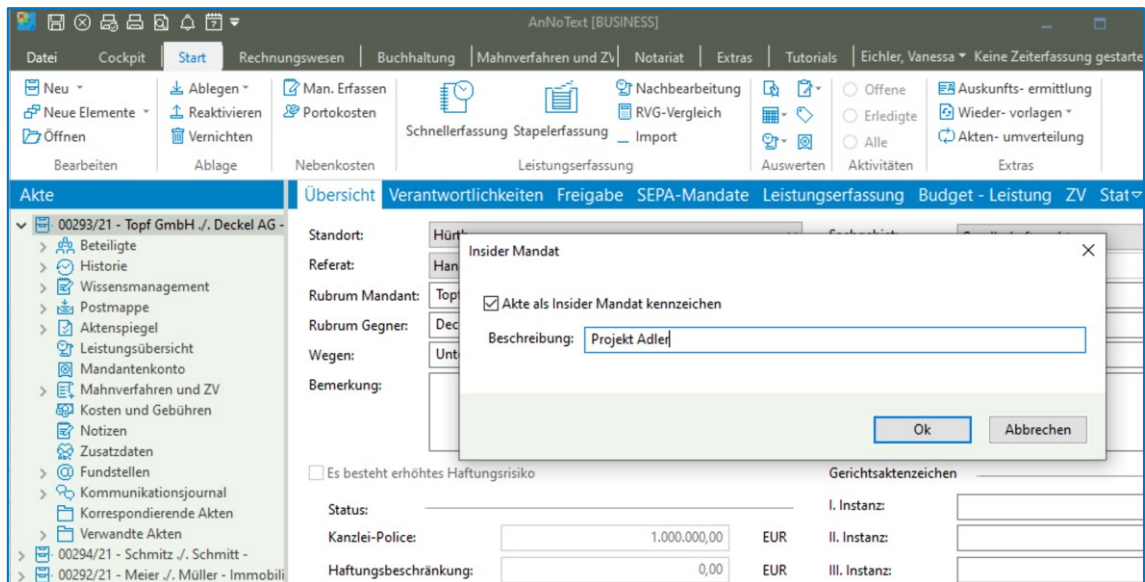 AnNoText [BUSINESS]
Datei Cockpit Start Rechnungswesen Buchhaltung Mahnverfahren und ZV Notariat Extras Tutorials Eichler, Vanessa Keine Zeiterfassung gestarte
Neu Ablegen Man. Erfassen Nachbearbeitung Offene Auskunfts- ermittlung
Neue Elemente Reaktivieren Portokosten Schnellerfassung Stapelerfassung RVG-Vergleich Erledigte Wieder- vorlagen
Öffnen Vernichten Import Alle Akten- umverteilung
Bearbeiten Ablage Nebenkosten Leistungserfassung Auswerten Aktivitäten Extras
Akte Übersicht Verantwortlichkeiten Freigabe SEPA-Mandate Leistungserfassung Budget - Leistung ZV Stat
00293/21 - Topf GmbH ./. Deckel AG -
Beteiligte
Historie
Wissensmanagement
Postmappe
Aktenspiegel
Leistungsübersicht
Mandantenkonto
Mahnverfahren und ZV
Kosten und Gebühren
Notizen
Zusatzdaten
Fundstellen
Kommunikationsjournal
Korrespondierende Akten
Verwandte Akten
00294/21 - Schmitz ./. Schmitt -
00292/21 - Meier ./. Müller - Immobili
Standort: Hürth
Referat: Han
Rubrum Mandant: Topf
Rubrum Gegner: Dec
Wegen: Unt
Bemerkung:
Insider Mandat
Akte als Insider Mandat kennzeichen
Beschreibung: Projekt Adler
Ok Abbrechen
Es besteht erhöhtes Haftungsrisiko
Status:
Kanzlei-Police: 1.000.000,00 EUR
Haftungsbeschränkung: 0,00 EUR
Gerichtsaktenzeichen
I. Instanz:
II. Instanz:
III. Instanz: